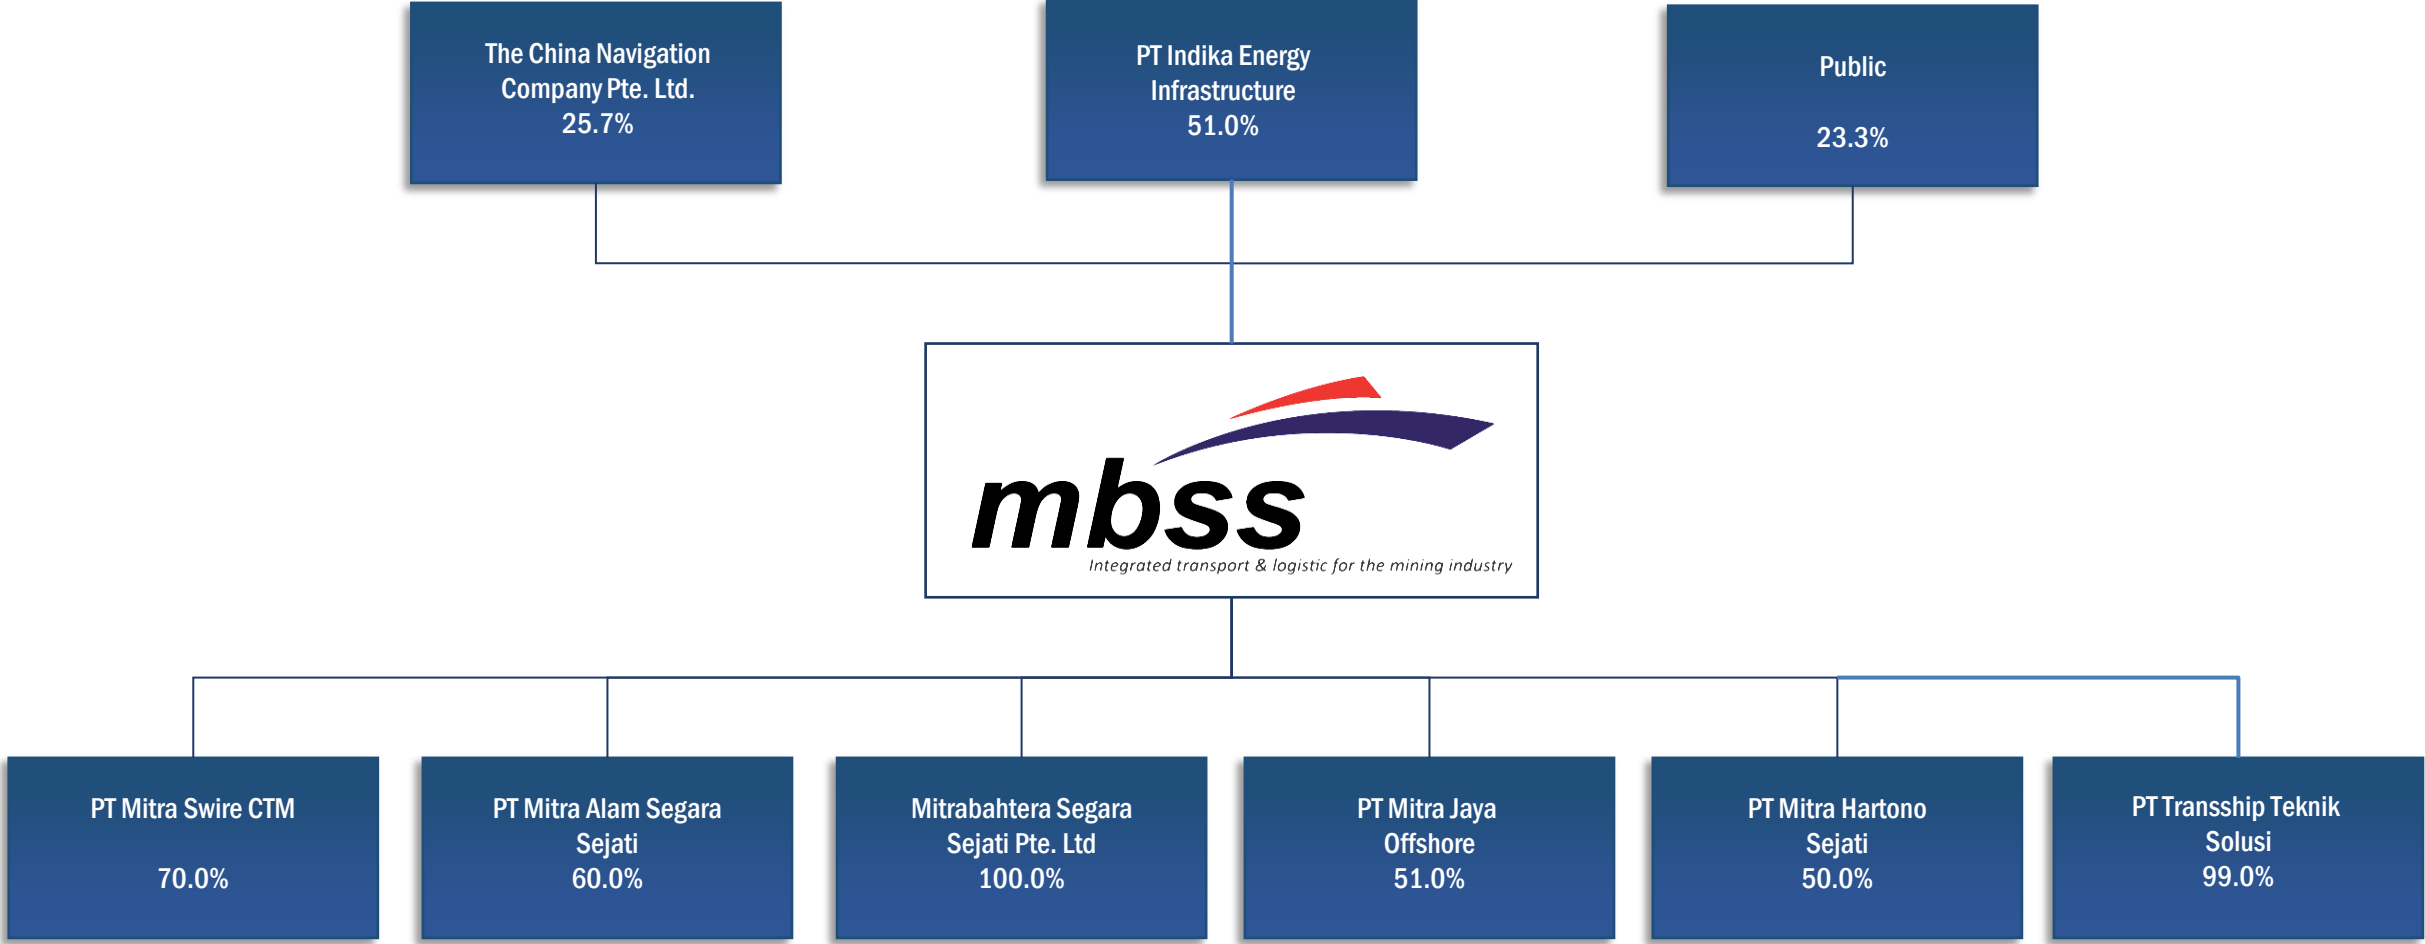 The China Navigation
Company Pte. Ltd.
25.7%
PT Indika Energy
Infrastructure
51.0%
Public
23.3%
mbss
Integrated transport & logistic for the mining industry
PT Mitra Swire CTM
70.0%
PT Mitra Alam Segara
Sejati
60.0%
Mitrabahtera Segara
Sejati Pte. Ltd
100.0%
PT Mitra Jaya
Offshore
51.0%
PT Mitra Hartono
Sejati
50.0%
PT Transship Teknik
Solusi
99.0%